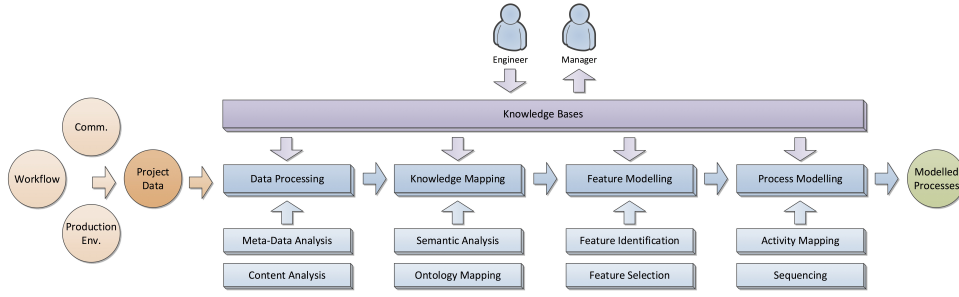 Engineer
Manager
Knowledge Bases
Comm.
Workflow
Production
Env.
Project
Data
Data Processing
Knowledge Mapping
Feature Modelling
Process Modelling
Modelled
Processes
Meta-Data Analysis
Semantic Analysis
Feature Identification
Activity Mapping
Content Analysis
Ontology Mapping
Feature Selection
Sequencing